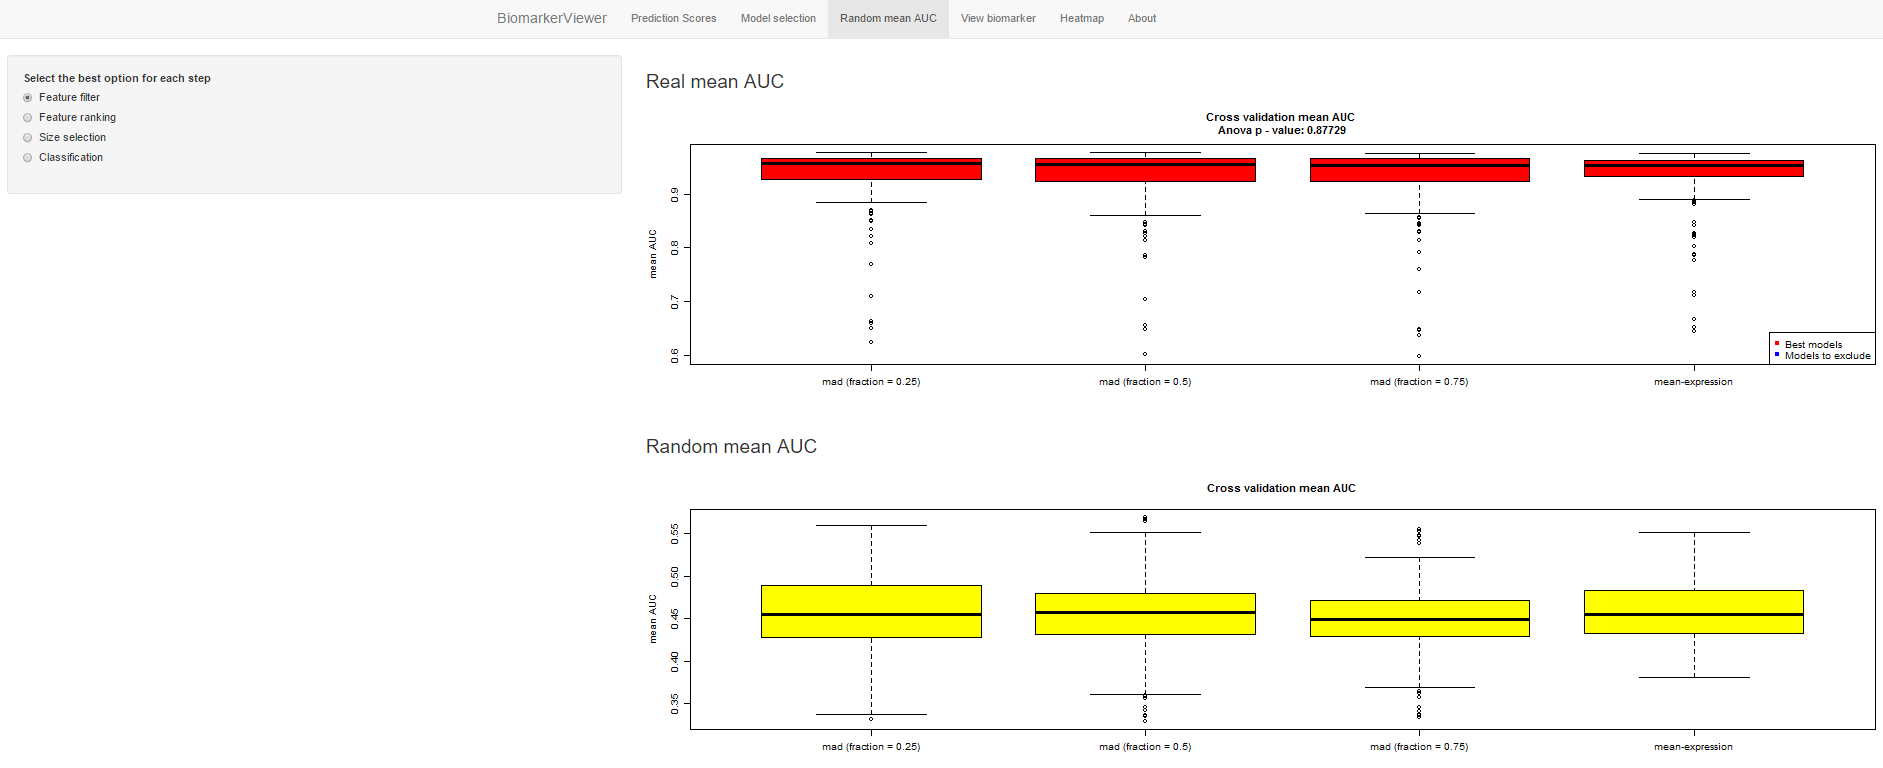 BiomarkerViewer Prediction Scores Model selection Random mean AUC View biomarker Heatmap About
Select the best option for each step
Feature filter
Feature ranking
Size selection
Classification
Real mean AUC
Cross validation mean AUC
Anova p - value: 0.87729
mean AUC
0.9
0.8
0.7
0.6
Best models
Models to exclude
mad (fraction = 0.25) mad (fraction = 0.5) mad (fraction = 0.75) mean-expression
Random mean AUC
Cross validation mean AUC
mean AUC
0.55
0.50
0.45
0.40
0.35
mad (fraction = 0.25) mad (fraction = 0.5) mad (fraction = 0.75) mean-expression